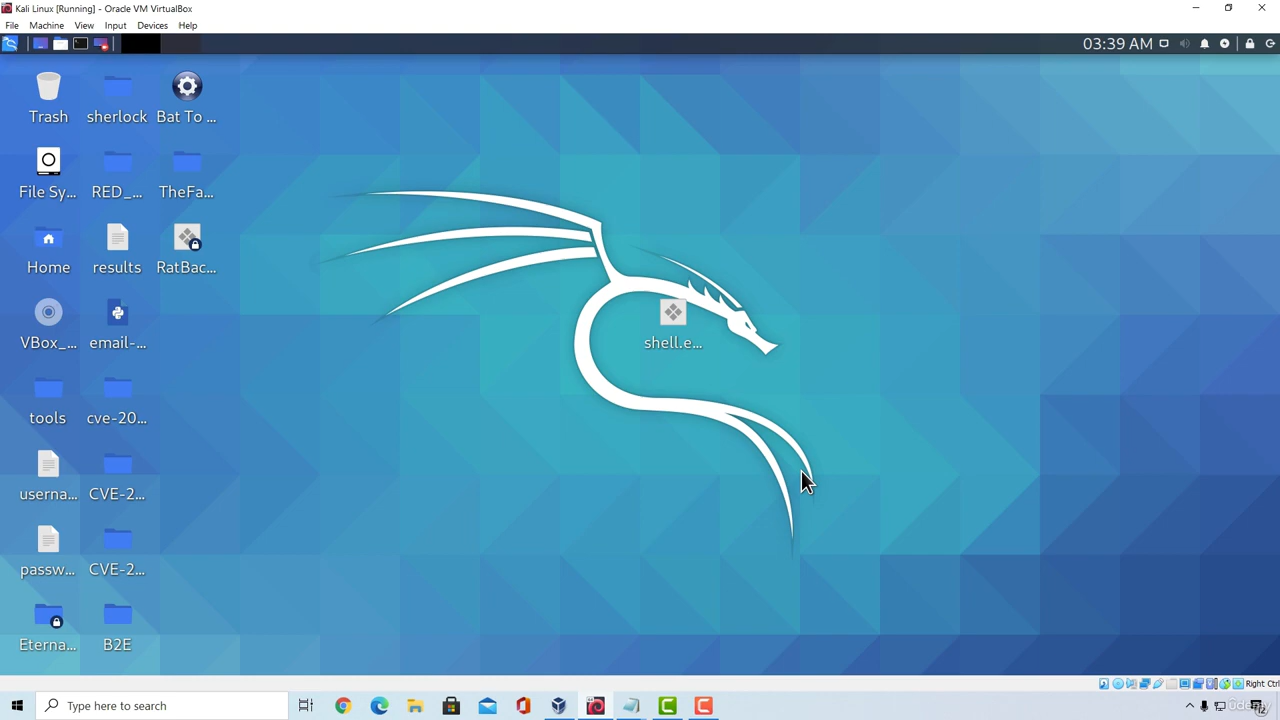 Kali Linux [Running] - Oracle VM VirtualBox
File Machine View Input Devices Help
03:39 AM
Trash sherlock Bat To ...
File Sy... RED_... TheFa...
Home results RatBac...
VBox_... email-... shell.e...
tools cve-20...
userna... CVE-2...
passw... CVE-2...
Eterna... B2E
Right Ctrl
Type here to search
Udemy